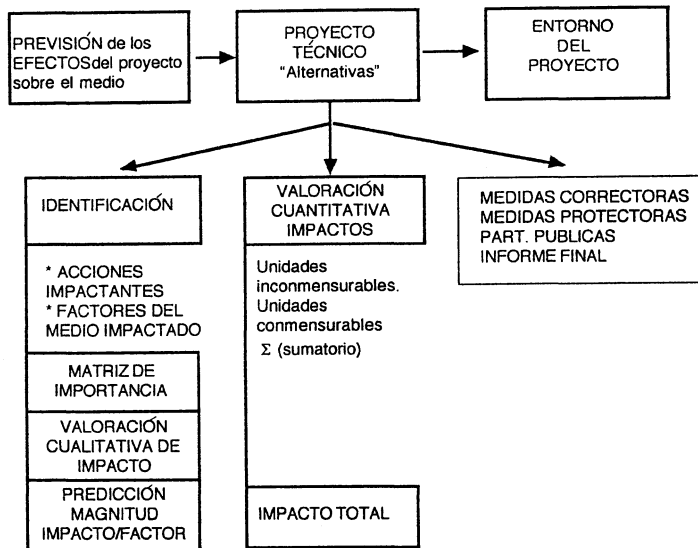 PREVISIÓN de los
EFECTOS del proyecto
sobre el medio
PROYECTO
TÉCNICO
“Alternativas”
ENTORNO
DEL
PROYECTO
IDENTIFICACIÓN
* ACCIONES
IMPACTANTES
* FACTORES DEL
MEDIO IMPACTADO
MATRIZ DE
IMPORTANCIA
VALORACIÓN
CUALITATIVA DE
IMPACTO
PREDICCIÓN
MAGNITUD
IMPACTO/FACTOR
VALORACIÓN
CUANTITATIVA
IMPACTOS
Unidades
inconmensurables.
Unidades
conmensurables
Σ (sumatorio)
IMPACTO TOTAL
MEDIDAS CORRECTORAS
MEDIDAS PROTECTORAS
PART. PUBLICAS
INFORME FINAL